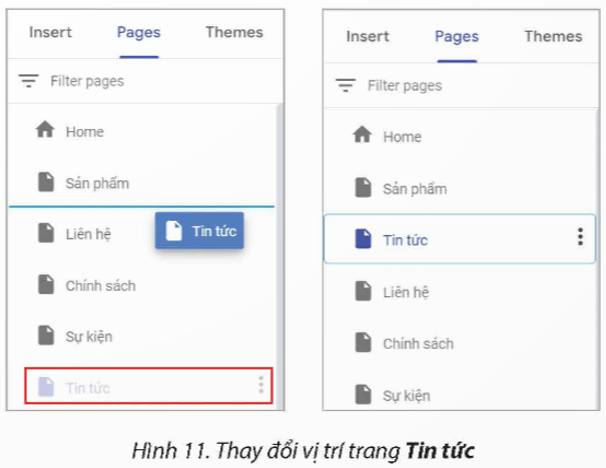 Insert Pages Themes
Filter pages
Home
Sản phẩm
Liên hệ
Tin tức
Chính sách
Sự kiện
Tin tức
Insert Pages Themes
Filter pages
Home
Sản phẩm
Tin tức
Liên hệ
Chính sách
Sự kiện
Hình 11. Thay đổi vị trí trang Tin tức